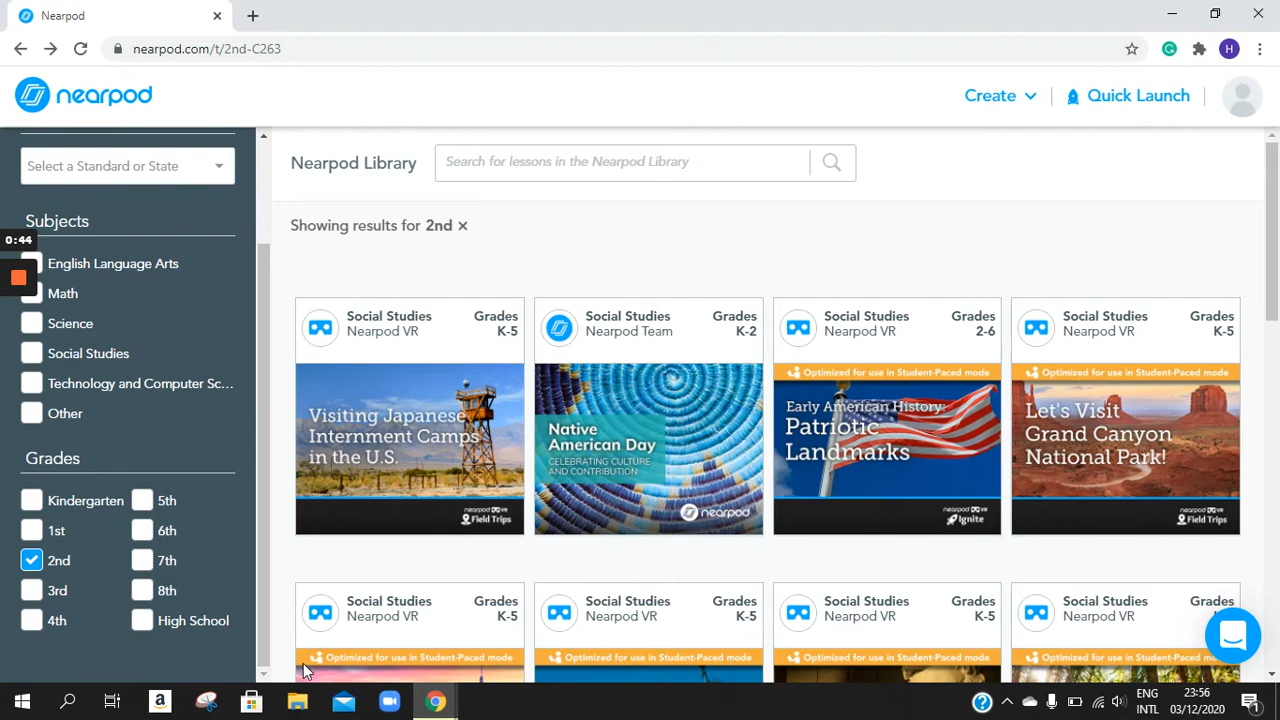 Nearpod
nearpod.com/t/2nd-C263
H
nearpod
Create
Quick Launch
Select a Standard or State
Subjects
0:44
English Language Arts
Math
Science
Social Studies
Technology and Computer Sc...
Other
Grades
Kindergarten
5th
1st
6th
2nd
7th
3rd
8th
4th
High School
Nearpod Library
Search for lessons in the Nearpod Library
Showing results for 2nd ×
Social Studies
Nearpod VR
Grades
K-5
Visiting Japanese
Internment Camps
in the U.S.
nearpod vr
Field Trips
Social Studies
Nearpod Team
Grades
K-2
Native
American Day
CELEBRATING CULTURE
AND CONTRIBUTION
nearpod
Social Studies
Nearpod VR
Grades
2-6
Optimized for use in Student-Paced mode
Early American History:
Patriotic
Landmarks
nearpod vr
Ignite
Social Studies
Nearpod VR
Grades
K-5
Optimized for use in Student-Paced mode
Let's Visit
Grand Canyon
National Park!
nearpod vr
Field Trips
Social Studies
Nearpod VR
Grades
K-5
Optimized for use in Student-Paced mode
Social Studies
Nearpod VR
Grades
K-5
Optimized for use in Student-Paced mode
Social Studies
Nearpod VR
Grades
K-5
Optimized for use in Student-Paced mode
Social Studies
Nearpod VR
Grades
Optimized for use in Student-Paced mode
a
ENG
INTL
23:56
03/12/2020
1